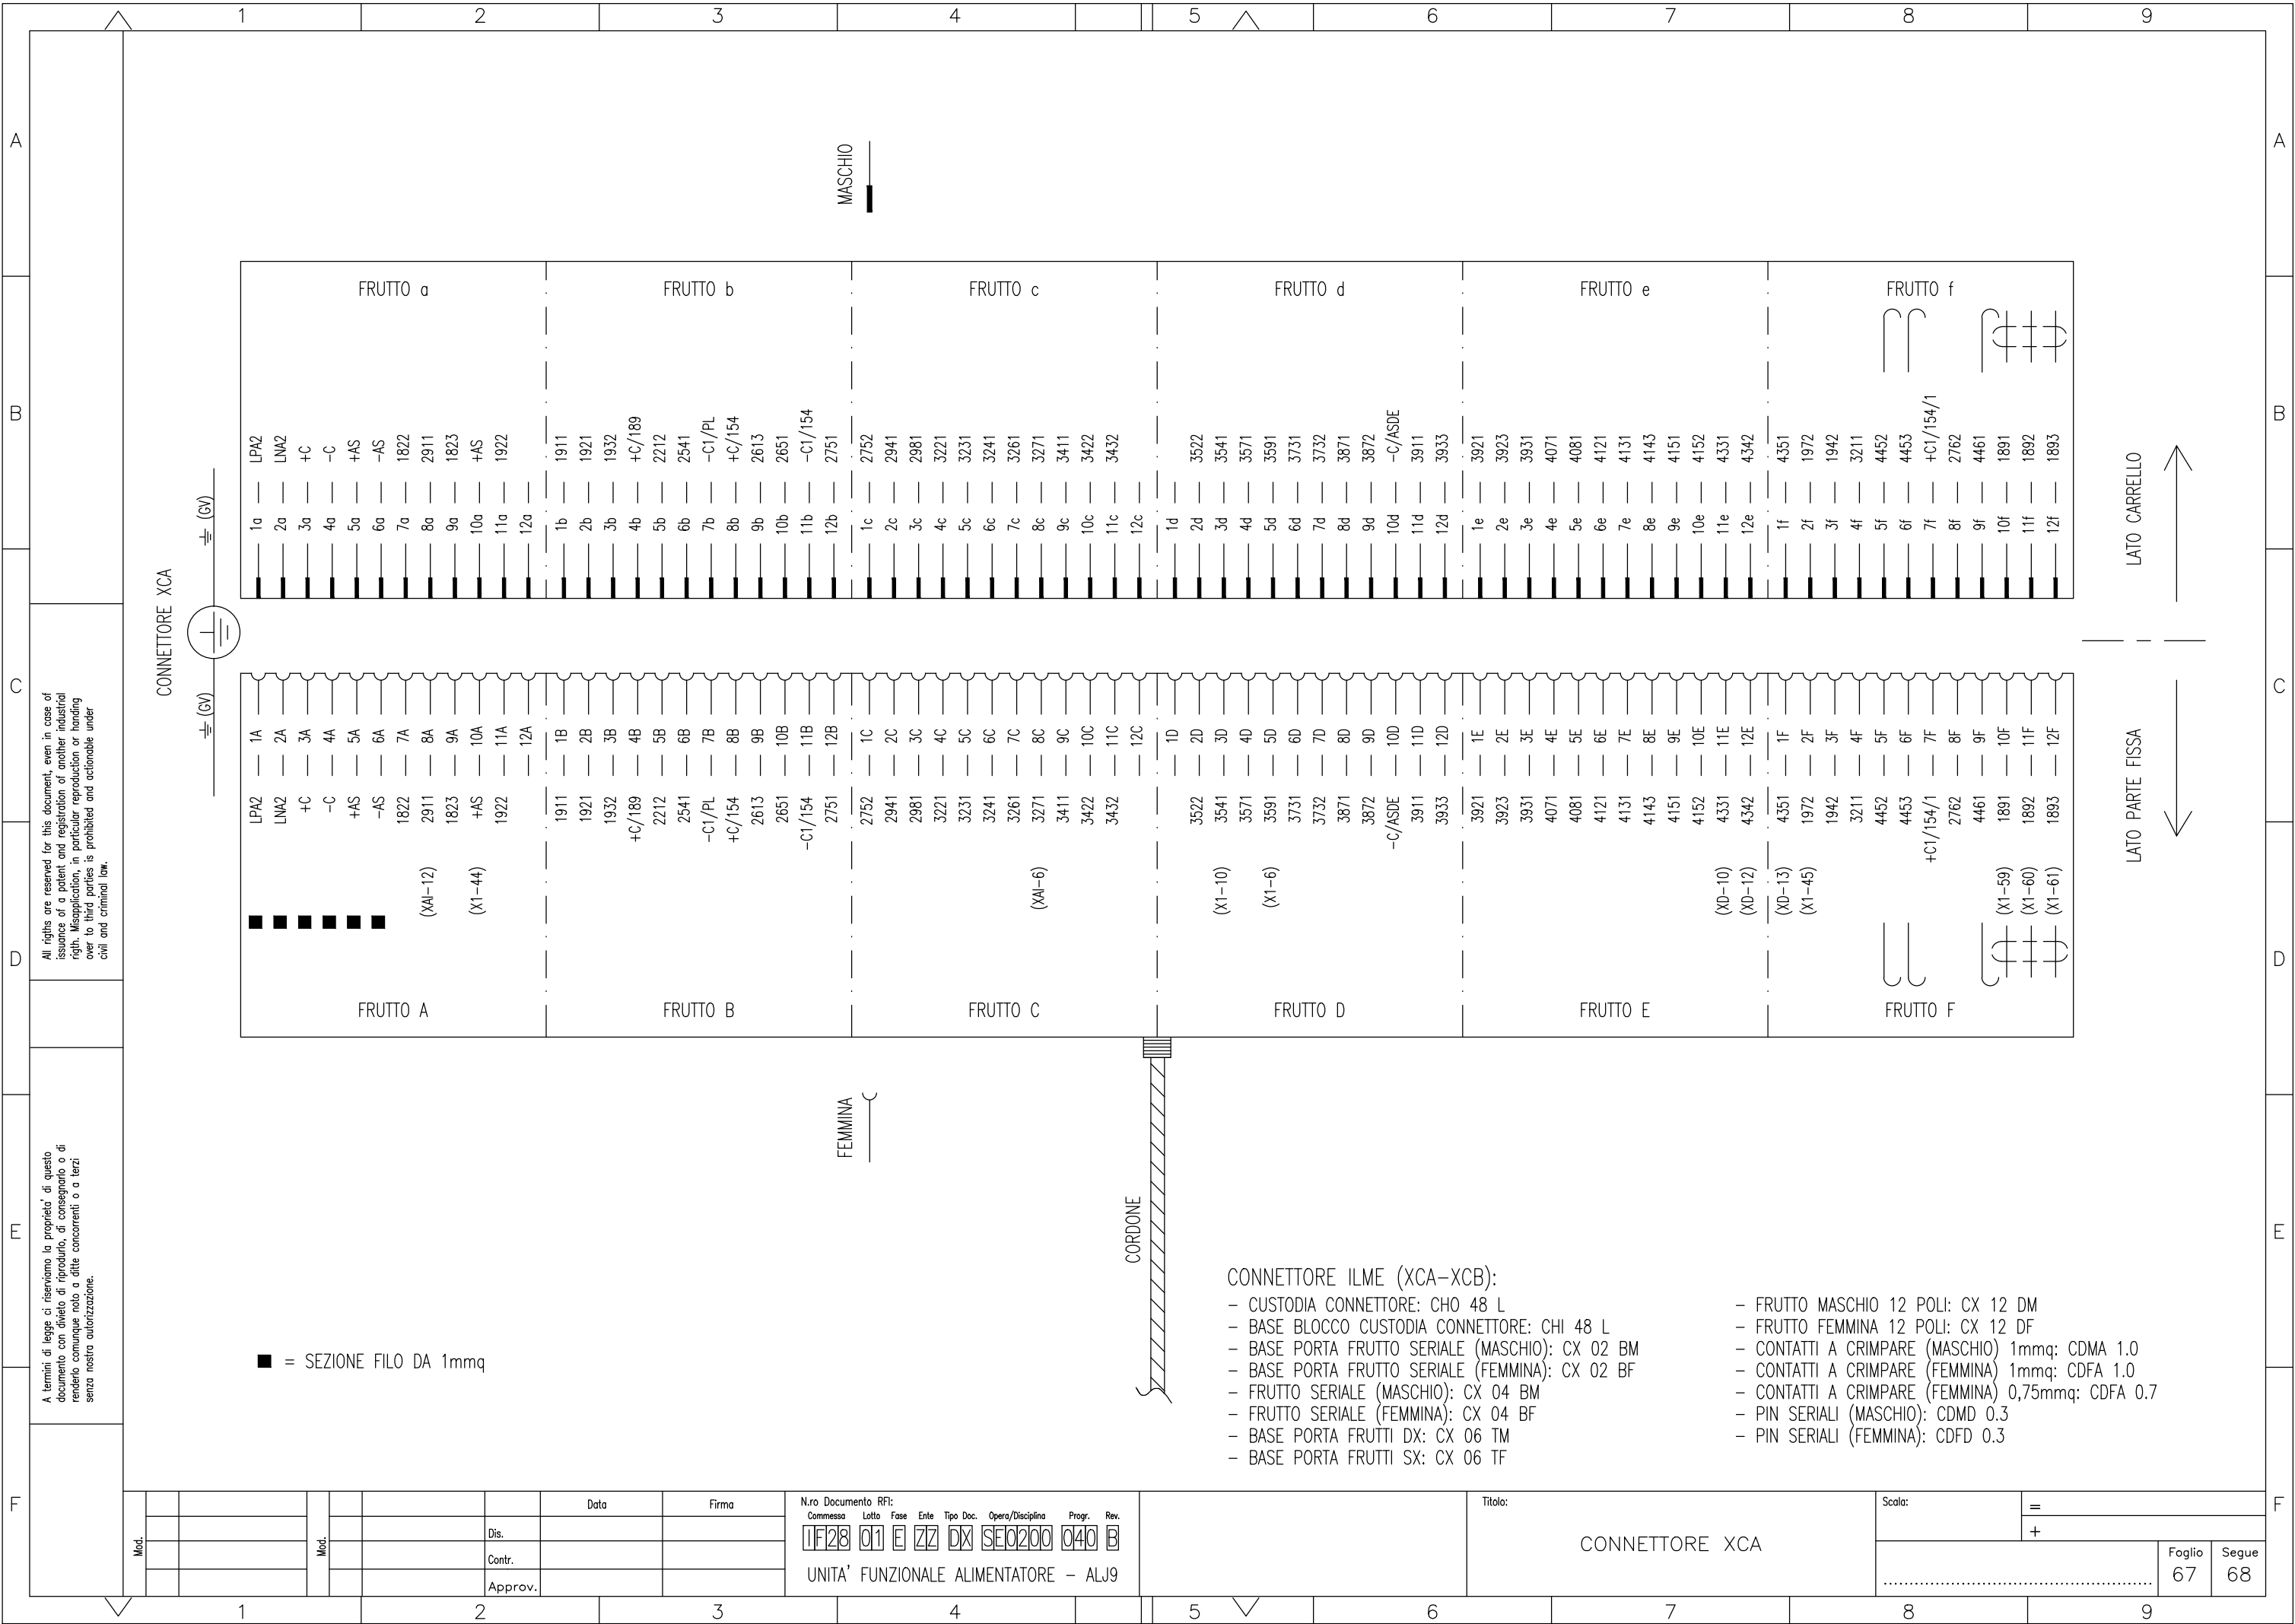 1 2 3 4 5 6 7 8 9
A A
B B
C C
D D
E E
F F
MASCHIO
FRUTTO a FRUTTO b FRUTTO c FRUTTO d FRUTTO e FRUTTO f
LPA2 LNA2 +C -C +AS -AS 1822 2911 1823 +AS 1922
1911 1921 1932 +C/189 2212 2541 -C1/PL +C/154 2613 2651 -C1/154 2751
2752 2941 2981 3221 3231 3241 3261 3271 3411 3422 3432
3522 3541 3571 3591 3731 3732 3871 3872 -C/ASDE 3911 3933
3921 3923 3931 4071 4081 4121 4131 4143 4151 4152 4331 4342
4351 1972 1942 3211 4452 4453 +C1/154/1 2762 4461 1891 1892 1893
1a 2a 3a 4a 5a 6a 7a 8a 9a 10a 11a 12a
1b 2b 3b 4b 5b 6b 7b 8b 9b 10b 11b 12b
1c 2c 3c 4c 5c 6c 7c 8c 9c 10c 11c 12c
1d 2d 3d 4d 5d 6d 7d 8d 9d 10d 11d 12d
1e 2e 3e 4e 5e 6e 7e 8e 9e 10e 11e 12e
1f 2f 3f 4f 5f 6f 7f 8f 9f 10f 11f 12f
(GV)
CONNETTORE XCA
(GV)
LATO CARRELLO
LATO PARTE FISSA
1A 2A 3A 4A 5A 6A 7A 8A 9A 10A 11A 12A
1B 2B 3B 4B 5B 6B 7B 8B 9B 10B 11B 12B
1C 2C 3C 4C 5C 6C 7C 8C 9C 10C 11C 12C
1D 2D 3D 4D 5D 6D 7D 8D 9D 10D 11D 12D
1E 2E 3E 4E 5E 6E 7E 8E 9E 10E 11E 12E
1F 2F 3F 4F 5F 6F 7F 8F 9F 10F 11F 12F
LPA2 LNA2 +C -C +AS -AS 1822 2911 1823 +AS 1922
1911 1921 1932 +C/189 2212 2541 -C1/PL +C/154 2613 2651 -C1/154 2751
2752 2941 2981 3221 3231 3241 3261 3271 3411 3422 3432
3522 3541 3571 3591 3731 3732 3871 3872 -C/ASDE 3911 3933
3921 3923 3931 4071 4081 4121 4131 4143 4151 4152 4331 4342
4351 1972 1942 3211 4452 4453 +C1/154/1 2762 4461 1891 1892 1893
(XAI-12) (X1-44) (XAI-6) (X1-10) (X1-6) (XD-10) (XD-12) (XD-13) (X1-45) (X1-59) (X1-60) (X1-61)
FRUTTO A FRUTTO B FRUTTO C FRUTTO D FRUTTO E FRUTTO F
FEMMINA
CORDONE
All rigths are reserved for this document, even in case of
issuance of a patent and registration of another industrial
rigth. Misapplication, in particular reproduction or handing
over to third parties is prohibited and actionable under
civil and criminal law.
A termini di legge ci riserviamo la proprieta' di questo
documento con divieto di riprodurlo, di consegnarlo o di
renderlo comunque noto a ditte concorrenti o a terzi
senza nostra autorizzazione.
= SEZIONE FILO DA 1mmq
CONNETTORE ILME (XCA-XCB):
- CUSTODIA CONNETTORE: CHO 48 L
- BASE BLOCCO CUSTODIA CONNETTORE: CHI 48 L
- BASE PORTA FRUTTO SERIALE (MASCHIO): CX 02 BM
- BASE PORTA FRUTTO SERIALE (FEMMINA): CX 02 BF
- FRUTTO SERIALE (MASCHIO): CX 04 BM
- FRUTTO SERIALE (FEMMINA): CX 04 BF
- BASE PORTA FRUTTI DX: CX 06 TM
- BASE PORTA FRUTTI SX: CX 06 TF
- FRUTTO MASCHIO 12 POLI: CX 12 DM
- FRUTTO FEMMINA 12 POLI: CX 12 DF
- CONTATTI A CRIMPARE (MASCHIO) 1mmq: CDMA 1.0
- CONTATTI A CRIMPARE (FEMMINA) 1mmq: CDFA 1.0
- CONTATTI A CRIMPARE (FEMMINA) 0,75mmq: CDFA 0.7
- PIN SERIALI (MASCHIO): CDMD 0.3
- PIN SERIALI (FEMMINA): CDFD 0.3
Mod. Mod.
Data Firma
Dis.
Contr.
Approv.
N.ro Documento RFI:
Commessa Lotto Fase Ente Tipo Doc. Opera/Disciplina Progr. Rev.
IF28 01 E ZZ DX SE0200 040 B
UNITA' FUNZIONALE ALIMENTATORE - ALJ9
Titolo:
CONNETTORE XCA
Scala:
=
+
Foglio Segue
67 68
1 2 3 4 5 6 7 8 9